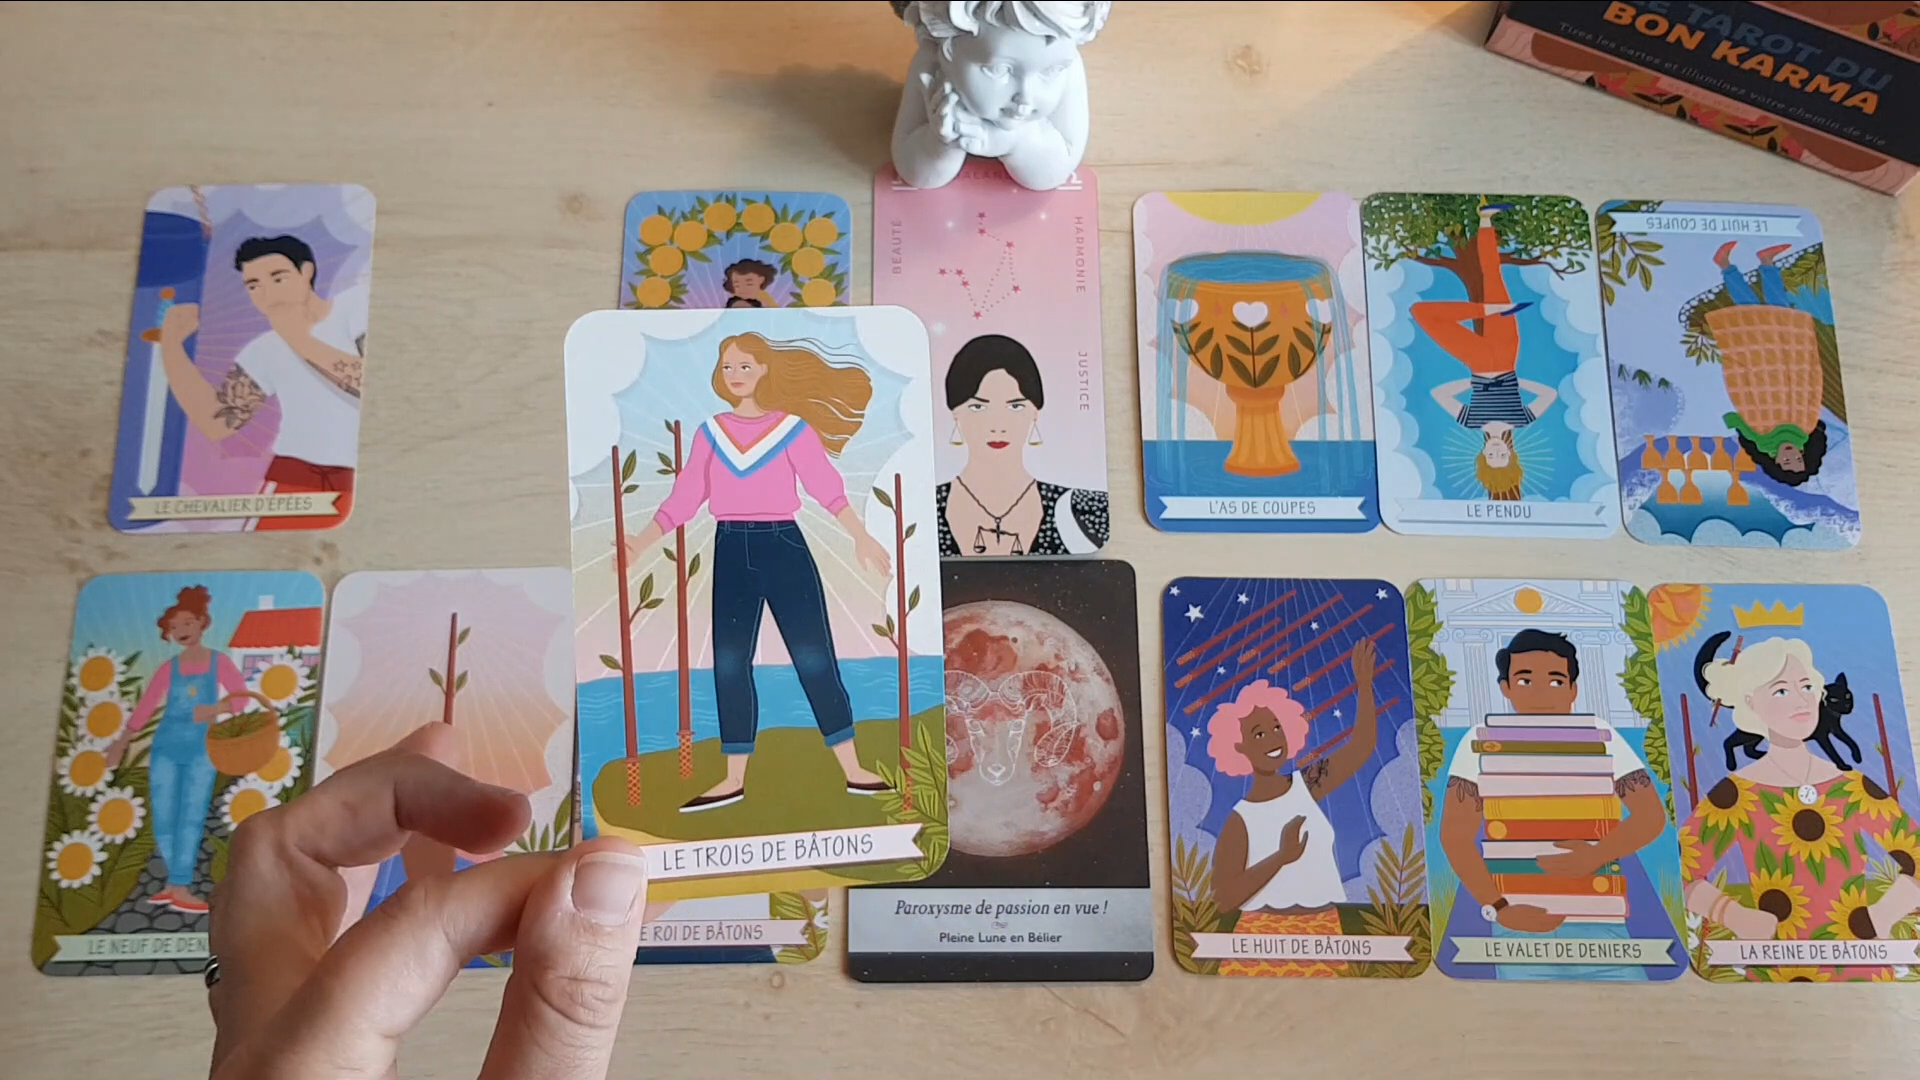 LE TAROT DU
BON KARMA
Tirez les cartes et illuminez votre chemin de vie
BEAUTÉ
HARMONIE
JUSTICE
LE CHEVALIER D'ÉPÉES
L'AS DE COUPES
LE PENDU
LE HUIT DE COUPES
LE TROIS DE BÂTONS
LE NEUF DE DEN
E ROI DE BÂTONS
Paroxysme de passion en vue !
Pleine Lune en Bélier
LE HUIT DE BÂTONS
LE VALET DE DENIERS
LA REINE DE BÂTONS